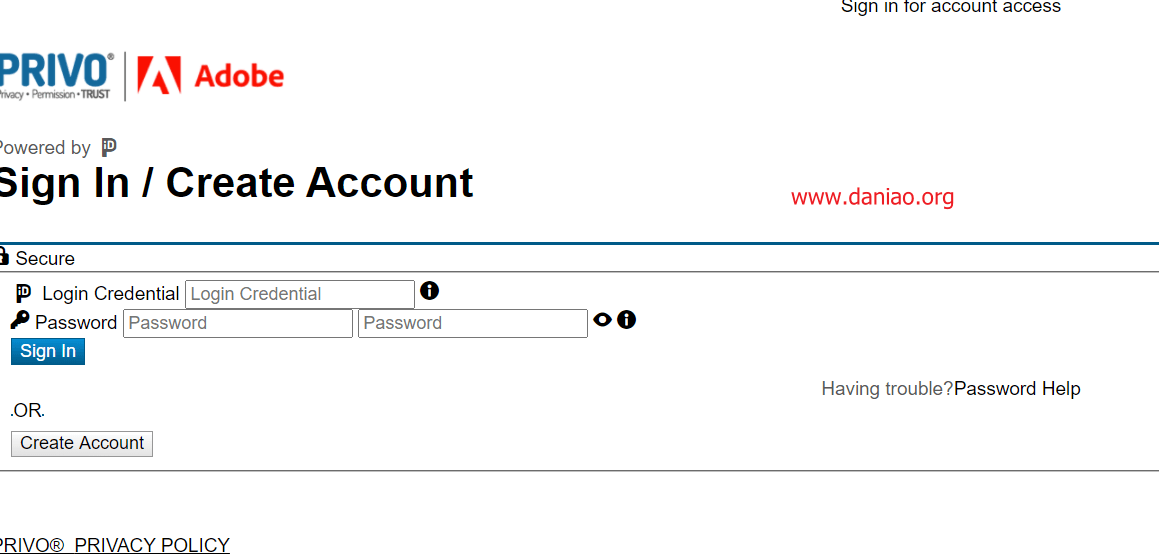 Sign in for account access
PRIVO®
Privacy • Permission • TRUST
Adobe
Powered by iD
Sign In / Create Account
www.daniao.org
Secure
iD Login Credential Login Credential
Password Password Password
Sign In
Having trouble?Password Help
.OR.
Create Account
PRIVO® PRIVACY POLICY